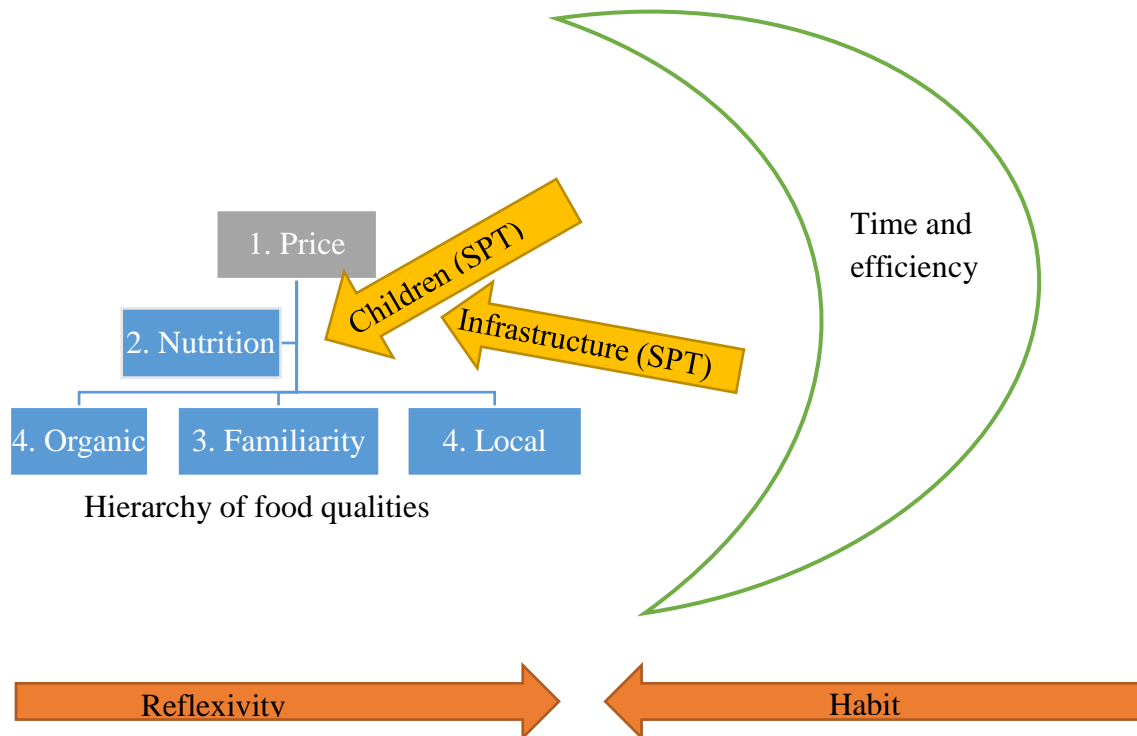 Time and
efficiency
1. Price
Children (SPT)
Infrastructure (SPT)
2. Nutrition
4. Organic
3. Familiarity
4. Local
Hierarchy of food qualities
Reflexivity
Habit